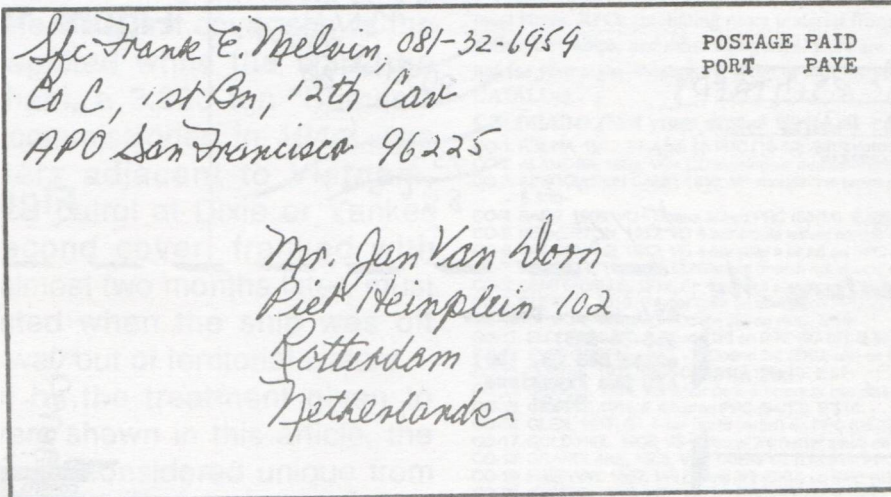 Sfc Frank E. Melvin, 081-32-6959
Co C, 1st Bn, 12th Cav
APO San Francisco 96225
POSTAGE PAID
PORT PAYE
Mr. Jan Van Dorn
Piet Heinplein 102
Rotterdam
Netherlands